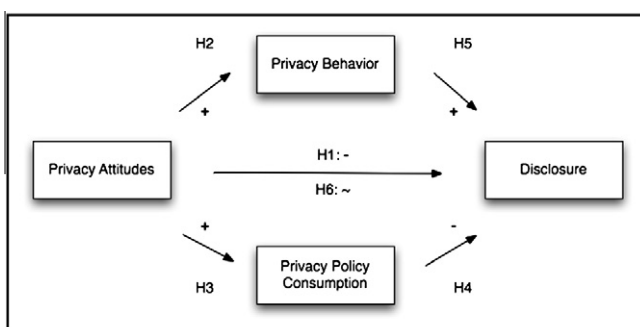 H2
Privacy Behavior
H5
+
+
Privacy Attitudes
H1: -
H6: ~
Disclosure
+
-
H3
Privacy Policy
Consumption
H4